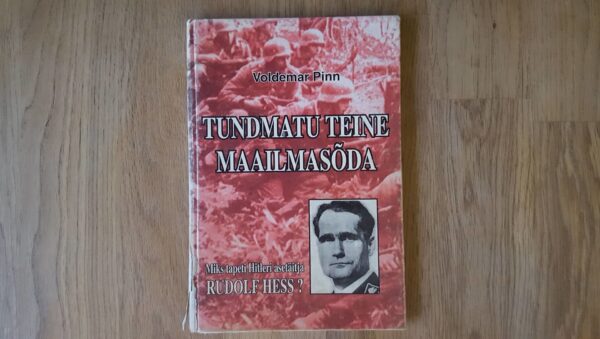 Voldemar Pinn
TUNDMATU TEINE
MAAILMASÕDA
Miks tapeti Hitleri asetäitja
RUDOLF HESS?